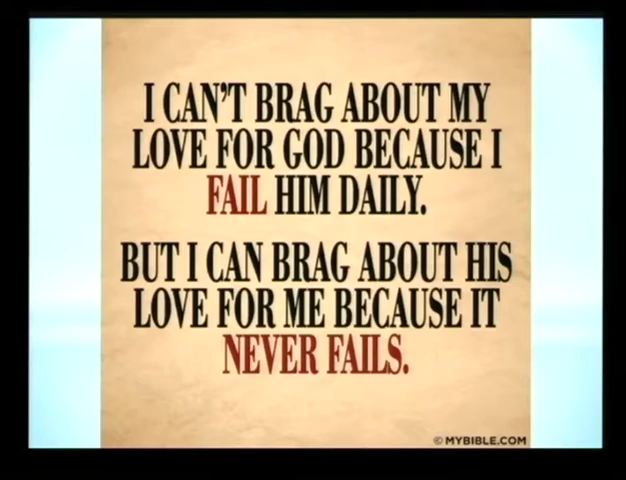 I CAN'T BRAG ABOUT MY
LOVE FOR GOD BECAUSE I
FAIL HIM DAILY.
BUT I CAN BRAG ABOUT HIS
LOVE FOR ME BECAUSE IT
NEVER FAILS.
© MYBIBLE.COM